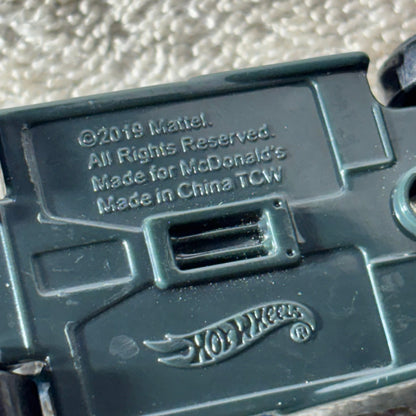 ©2019 Mattel.
All Rights Reserved.
Made for McDonald's
Made in China TCW
HOT WHEELS®